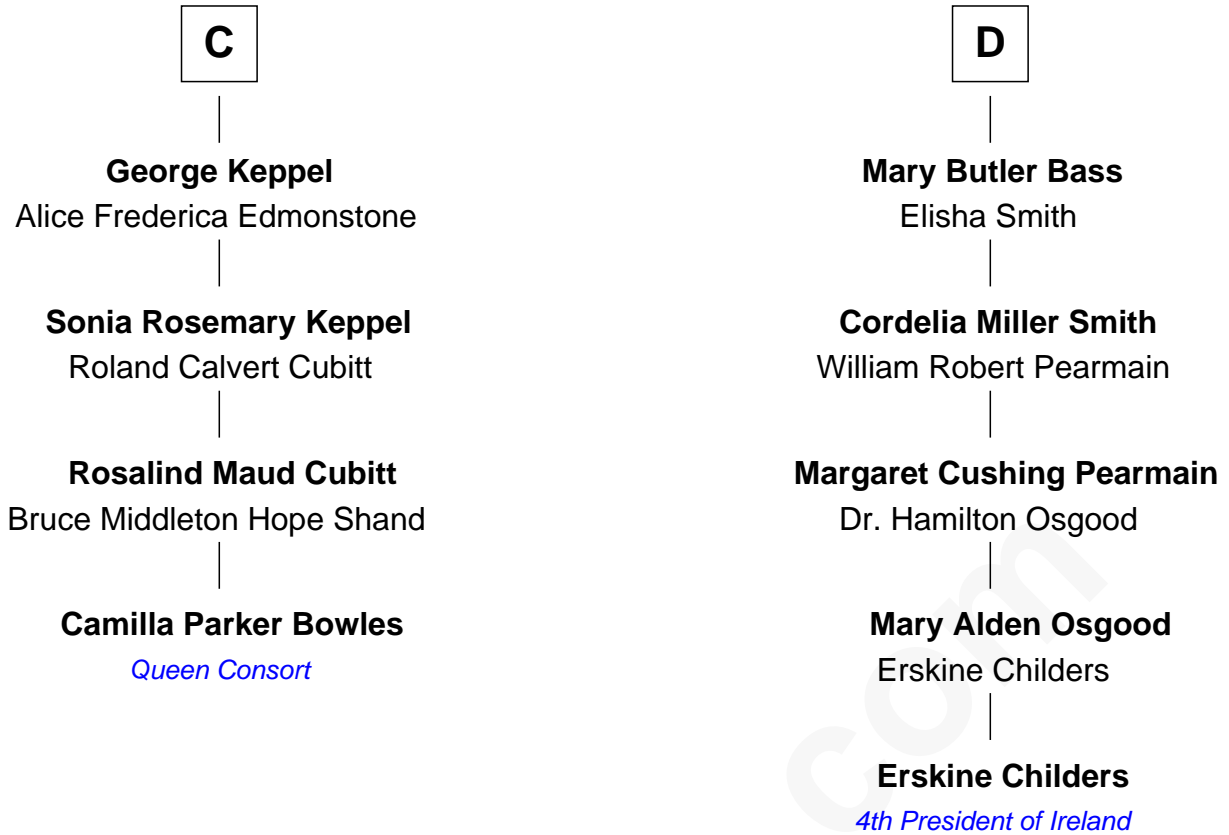 C
George Keppel
Alice Frederica Edmonstone
Sonia Rosemary Keppel
Roland Calvert Cubitt
Rosalind Maud Cubitt
Bruce Middleton Hope Shand
Camilla Parker Bowles
Queen Consort
D
Mary Butler Bass
Elisha Smith
Cordelia Miller Smith
William Robert Pearmain
Margaret Cushing Pearmain
Dr. Hamilton Osgood
Mary Alden Osgood
Erskine Childers
Erskine Childers
4th President of Ireland
com